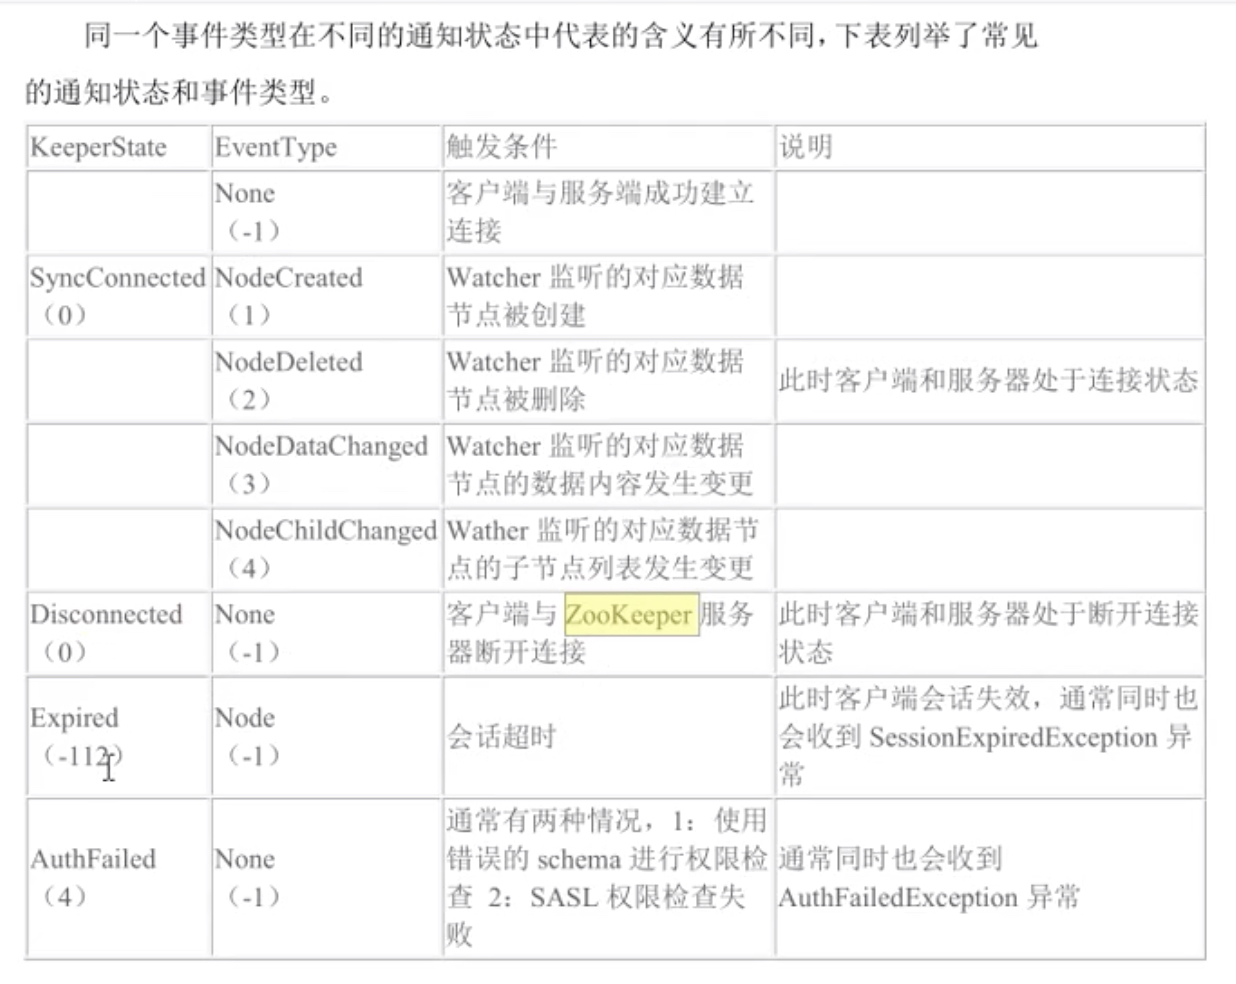 同一个事件类型在不同的通知状态中代表的含义有所不同，下表列举了常见
的通知状态和事件类型。
KeeperState EventType 触发条件 说明
None
（-1）
客户端与服务端成功建立
连接
SyncConnected
（0）
NodeCreated
（1）
Watcher 监听的对应数据
节点被创建
NodeDeleted
（2）
Watcher 监听的对应数据
节点被删除
此时客户端和服务器处于连接状态
NodeDataChanged
（3）
Watcher 监听的对应数据
节点的数据内容发生变更
NodeChildChanged
（4）
Wather 监听的对应数据节
点的子节点列表发生变更
Disconnected
（0）
None
（-1）
客户端与 ZooKeeper 服务
器断开连接
此时客户端和服务器处于断开连接
状态
Expired
（-112）
Node
（-1）
会话超时
此时客户端会话失效，通常同时也
会收到 SessionExpiredException 异
常
AuthFailed
（4）
None
（-1）
通常有两种情况，1：使用
错误的 schema 进行权限检
查 2：SASL 权限检查失
败
通常同时也会收到
AuthFailedException 异常